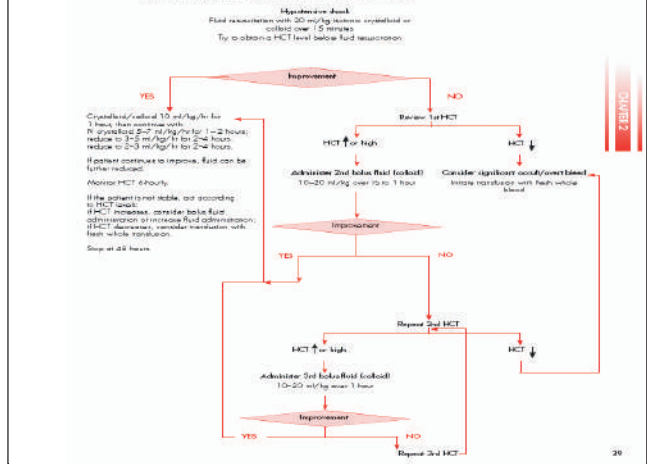 Hypotensive shock
Fluid resuscitation with 20 ml/kg isotonic crystalloid or
colloid over 15 minutes
Try to obtain a HCT level before fluid resuscitation
Improvement
YES
NO
Crystalloid/colloid 10 ml/kg/hr for
1 hour, then continue with:
IV crystalloid 5–7 ml/kg/hr for 1–2 hours;
reduce to 3–5 ml/kg/hr for 2–4 hours;
reduce to 2–3 ml/kg/hr for 2–4 hours.
If patient continues to improve, fluid can be
further reduced.
Monitor HCT 6-hourly.
If the patient is not stable, act according
to HCT levels:
if HCT increases, consider bolus fluid
administration or increase fluid administration;
if HCT decreases, consider transfusion with
fresh whole transfusion.
Stop at 48 hours.
Review 1st HCT
HCT ↑ or high
HCT ↓
Administer 2nd bolus fluid (colloid)
10–20 ml/kg over ½ to 1 hour
Consider significant occult/overt bleed
Initiate transfusion with fresh whole
blood
Improvement
YES
NO
Repeat 2nd HCT
HCT ↑ or high
HCT ↓
Administer 3rd bolus fluid (colloid)
10–20 ml/kg over 1 hour
Improvement
YES
NO
Repeat 3rd HCT
CHAPTER 2
29